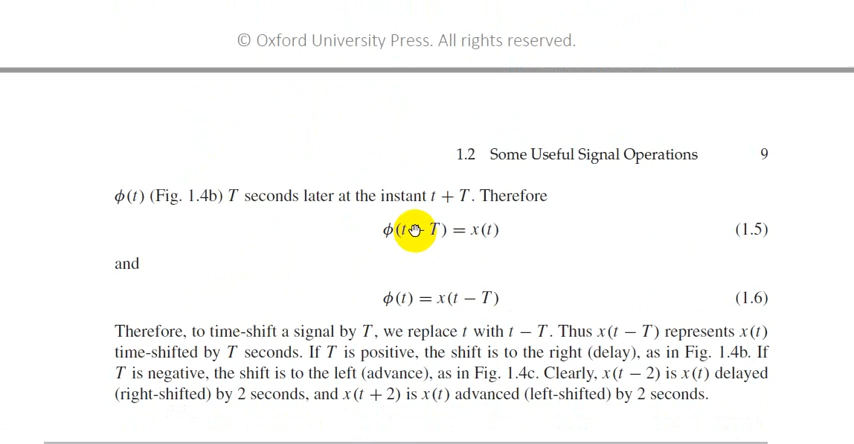 © Oxford University Press. All rights reserved.
1.2 Some Useful Signal Operations 9
ϕ(t) (Fig. 1.4b) T seconds later at the instant t + T. Therefore
ϕ(t + T) = x(t) (1.5)
and
ϕ(t) = x(t − T) (1.6)
Therefore, to time-shift a signal by T, we replace t with t − T. Thus x(t − T) represents x(t)
time-shifted by T seconds. If T is positive, the shift is to the right (delay), as in Fig. 1.4b. If
T is negative, the shift is to the left (advance), as in Fig. 1.4c. Clearly, x(t − 2) is x(t) delayed
(right-shifted) by 2 seconds, and x(t + 2) is x(t) advanced (left-shifted) by 2 seconds.